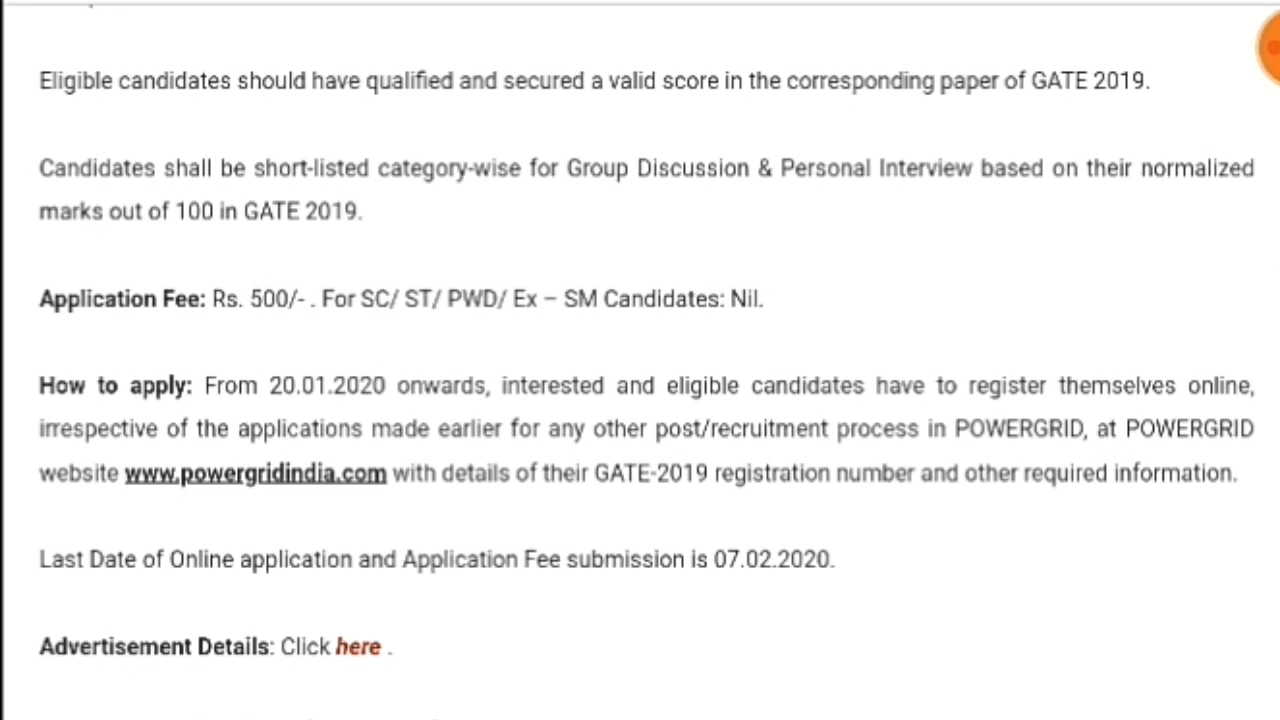 Eligible candidates should have qualified and secured a valid score in the corresponding paper of GATE 2019.
Candidates shall be short-listed category-wise for Group Discussion & Personal Interview based on their normalized
marks out of 100 in GATE 2019.
Application Fee: Rs. 500/- . For SC/ ST/ PWD/ Ex – SM Candidates: Nil.
How to apply: From 20.01.2020 onwards, interested and eligible candidates have to register themselves online,
irrespective of the applications made earlier for any other post/recruitment process in POWERGRID, at POWERGRID
website www.powergridindia.com with details of their GATE-2019 registration number and other required information.
Last Date of Online application and Application Fee submission is 07.02.2020.
Advertisement Details: Click here .